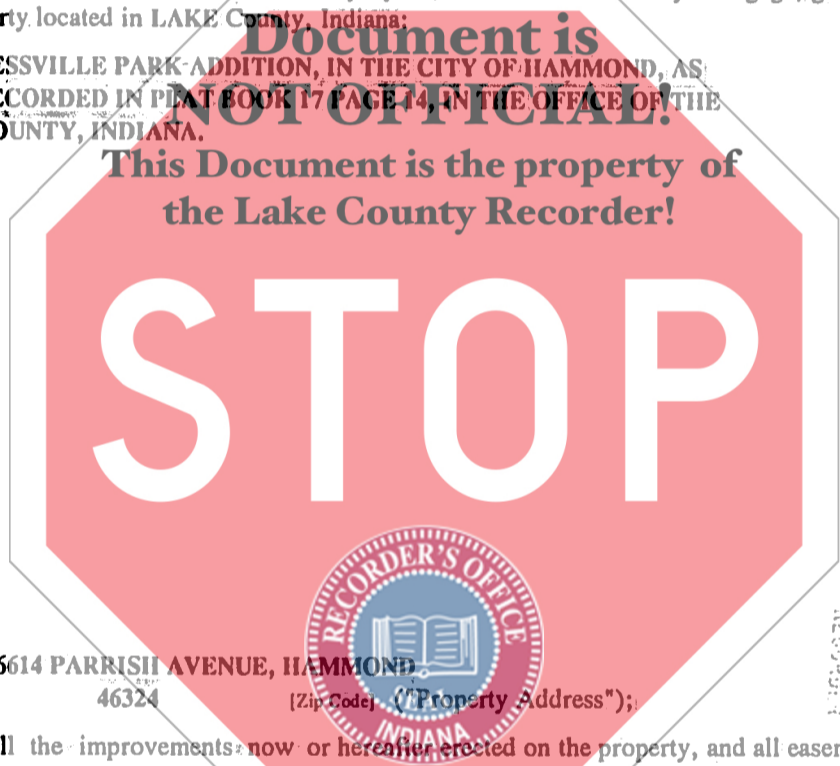 rty located in LAKE County, Indiana:
Document is
ESSVILLE PARK ADDITION, IN THE CITY OF HAMMOND, AS
CORDED IN PLAT BOOK 17 PAGE 14, IN THE OFFICE OF THE
NOT OFFICIAL!
OUNTY, INDIANA.
This Document is the property of
the Lake County Recorder!
STOP
RECORDER'S OFFICE
6614 PARRISH AVENUE, HAMMOND
46324 [Zip Code] ("Property Address");
INDIANA
ll the improvements now or hereafter erected on the property, and all easem